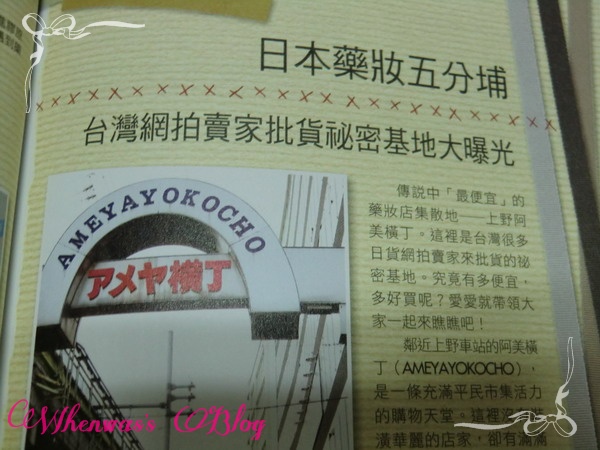 日本藥妝五分埔
台灣網拍賣家批貨祕密基地大曝光
AMEYAYOKOCHO
アメヤ横丁
傳說中「最便宜」的
藥妝店集散地——上野阿
美橫丁。這裡是台灣很多
日貨網拍賣家來批貨的祕
密基地。究竟有多便宜，
多好買呢？愛愛就帶領大
家一起來瞧瞧吧！
鄰近上野車站的阿美橫
丁（AMEYAYOKOCHO），
是一條充滿平民市集活力
的購物天堂。這裡沒
潢華麗的店家，卻有滿滿
Whenwas's Blog